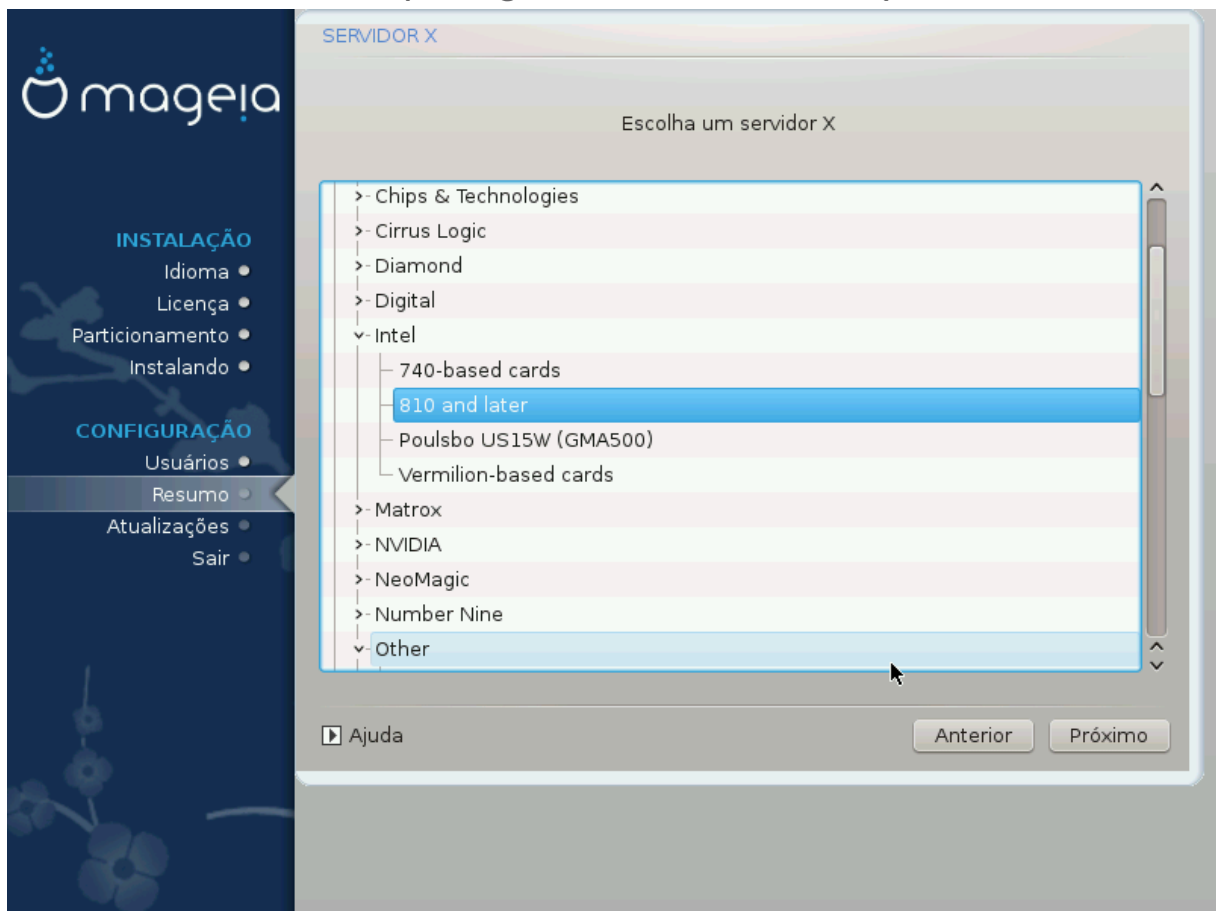 mageia
INSTALAÇÃO
Idioma
Licença
Particionamento
Instalando
CONFIGURAÇÃO
Usuários
Resumo
Atualizações
Sair
SERVIDOR X
Escolha um servidor X
Chips & Technologies
Cirrus Logic
Diamond
Digital
Intel
740-based cards
810 and later
Poulsbo US15W (GMA500)
Vermilion-based cards
Matrox
NVIDIA
NeoMagic
Number Nine
Other
Ajuda
Anterior
Próximo